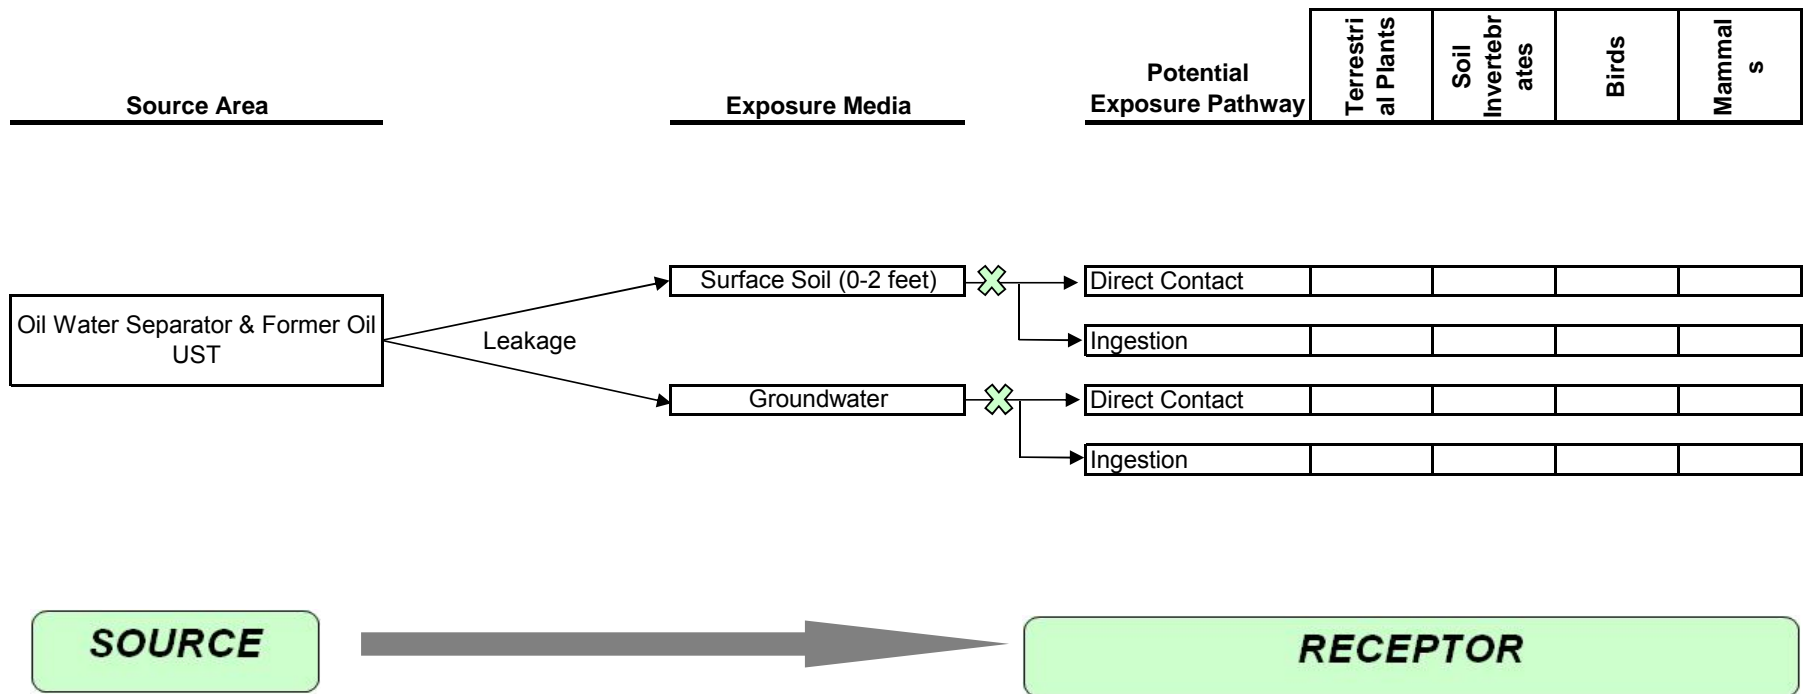 Terrestri
al Plants
Soil
Invertebr
ates
Birds
Mammal
s
Potential
Exposure Pathway
Source Area
Exposure Media
Surface Soil (0-2 feet)
Direct Contact
Oil Water Separator & Former Oil
UST
Leakage
Ingestion
Groundwater
Direct Contact
Ingestion
SOURCE
RECEPTOR